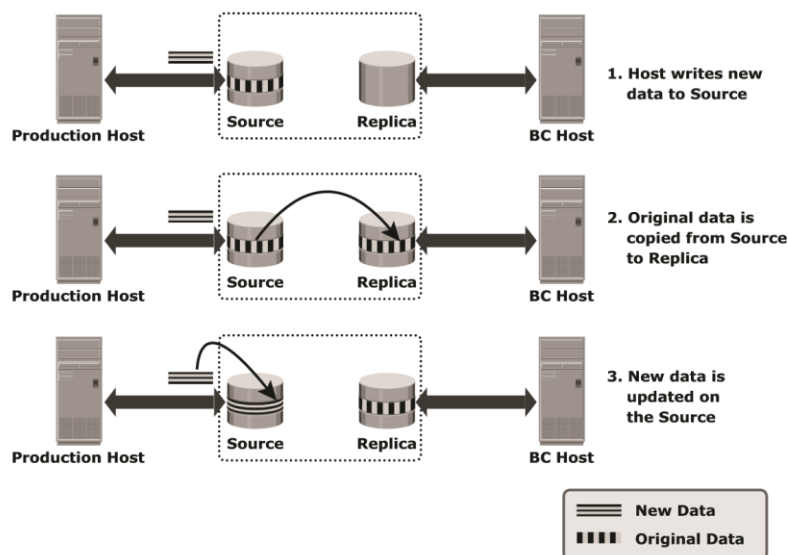 1. Host writes new
data to Source
Production Host
Source
Replica
BC Host
2. Original data is
copied from Source
to Replica
Production Host
Source
Replica
BC Host
3. New data is
updated on
the Source
Production Host
Source
Replica
BC Host
New Data
Original Data